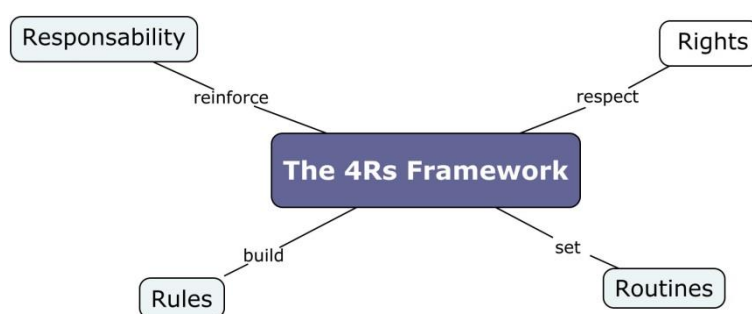 Responsability
Rights
reinforce
respect
The 4Rs Framework
build
set
Rules
Routines